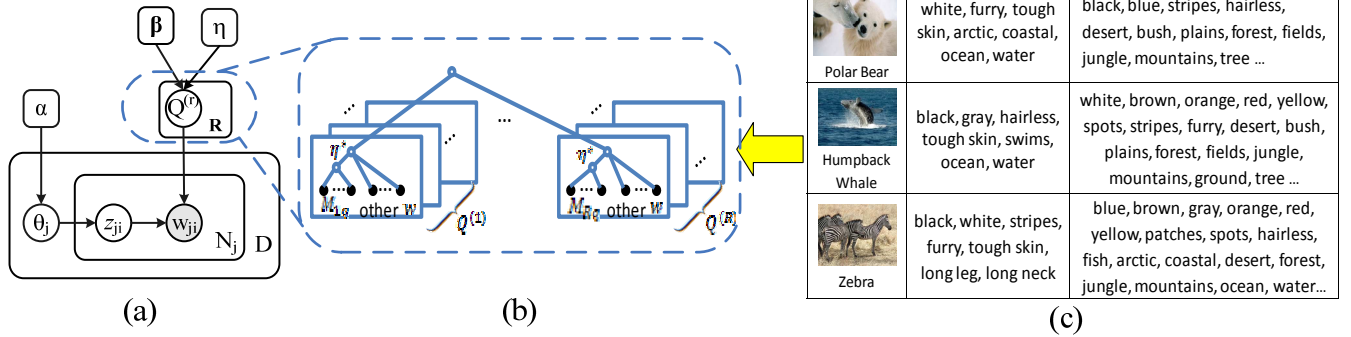 β η
α
Q(r)
R
θj zji wji
Nj D
(a)
... ... ...
η* η*
M1q other w
Q(1)
MRq other w
Q(R)
(b)
Polar Bear
white, furry, tough
skin, arctic, coastal,
ocean, water
black, blue, stripes, hairless,
desert, bush, plains, forest, fields,
jungle, mountains, tree ...
Humpback
Whale
black, gray, hairless,
tough skin, swims,
ocean, water
white, brown, orange, red, yellow,
spots, stripes, furry, desert, bush,
plains, forest, fields, jungle,
mountains, ground, tree ...
Zebra
black, white, stripes,
furry, tough skin,
long leg, long neck
blue, brown, gray, orange, red,
yellow, patches, spots, hairless,
fish, arctic, coastal, desert, forest,
jungle, mountains, ocean, water...
(c)